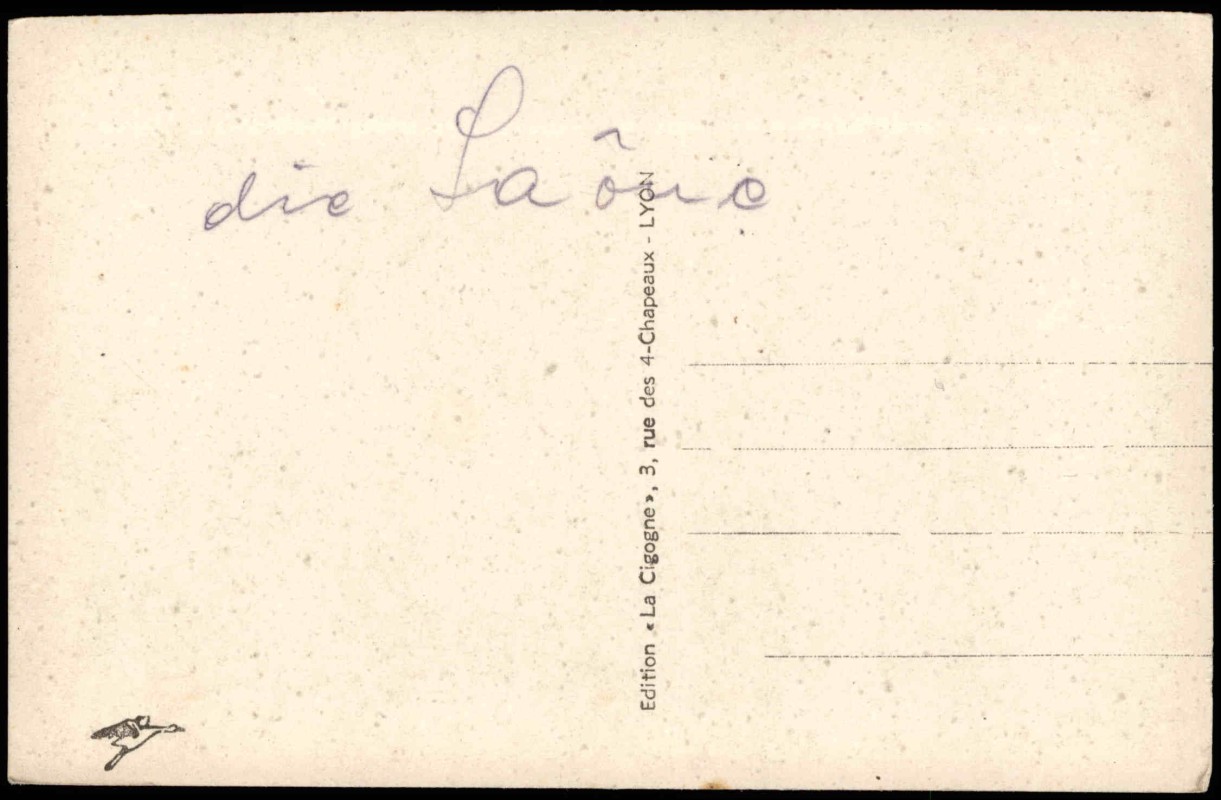 die Saône
Edition « La Cigogne », 3, rue des 4-Chapeaux - LYON